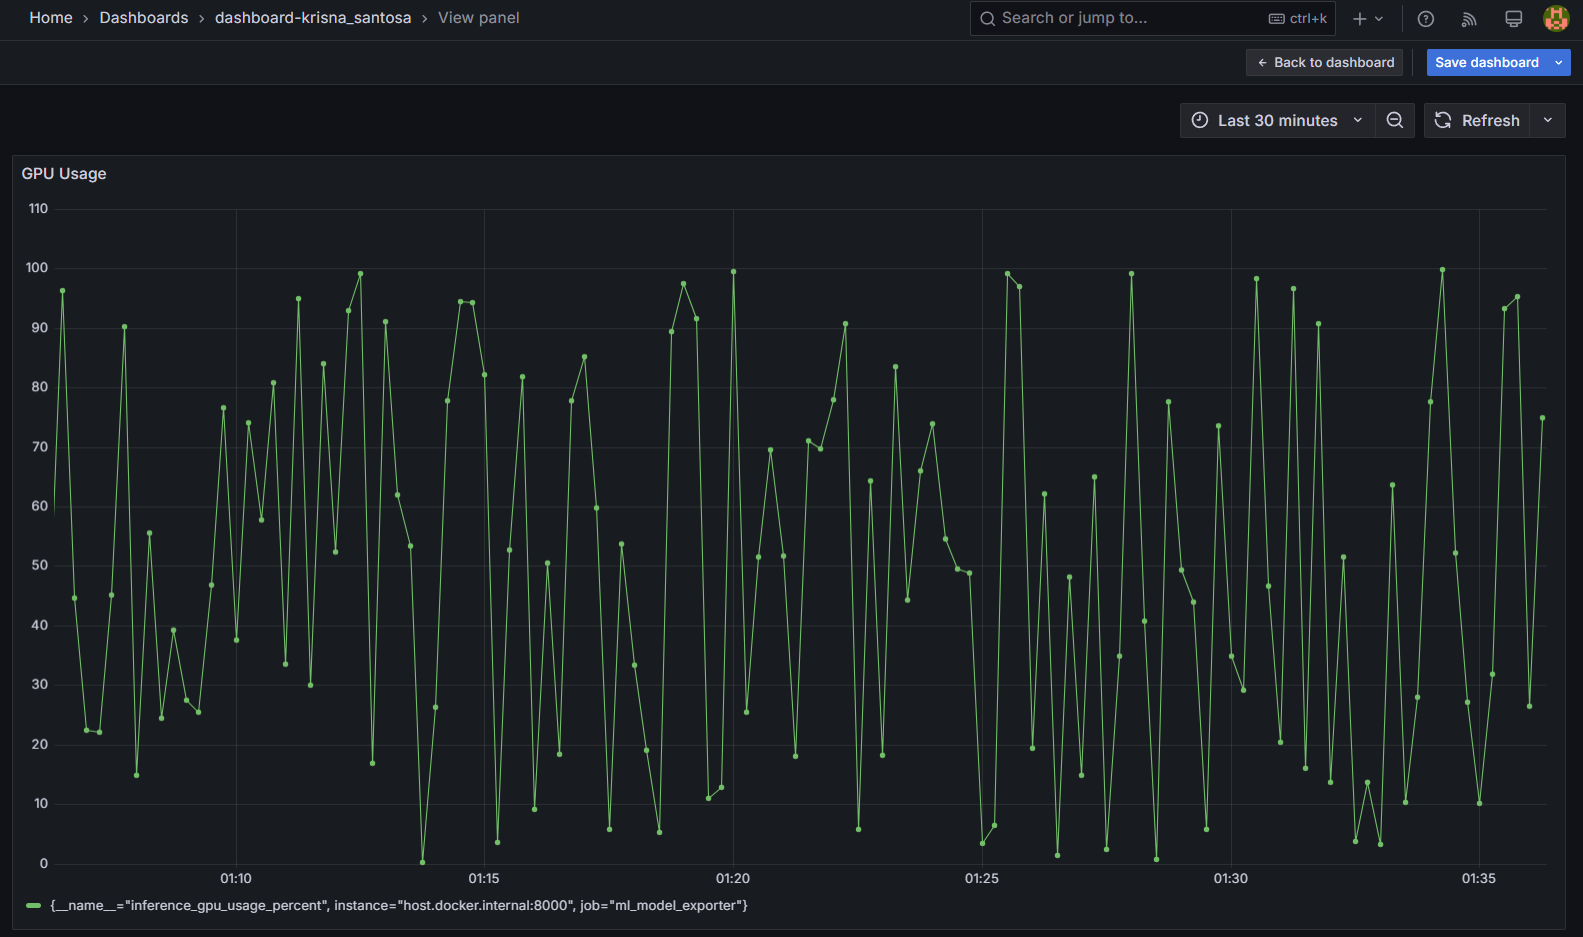 Home › Dashboards › dashboard-krisna_santosa › View panel
Search or jump to... ctrl+k
← Back to dashboard
Save dashboard
Last 30 minutes
Refresh
GPU Usage
110
100
90
80
70
60
50
40
30
20
10
0
01:10 01:15 01:20 01:25 01:30 01:35
{__name__="inference_gpu_usage_percent", instance="host.docker.internal:8000", job="ml_model_exporter"}